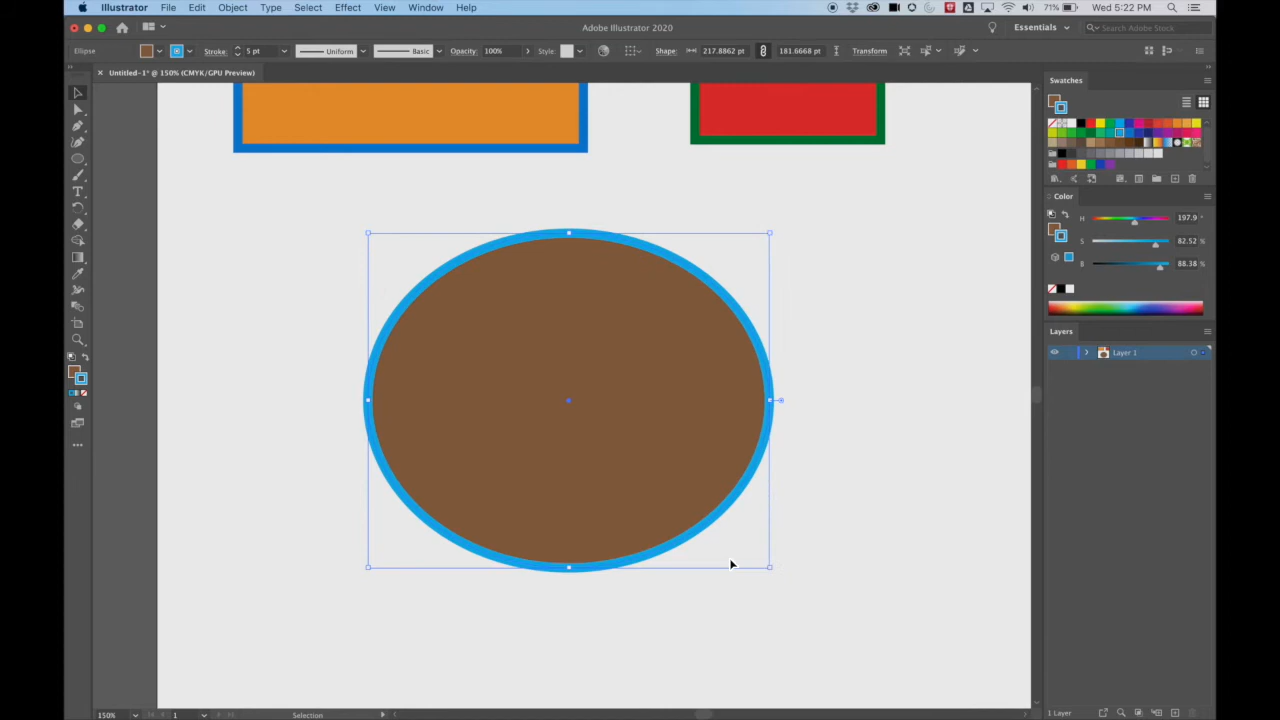 Illustrator File Edit Object Type Select Effect View Window Help 71% Wed 5:22 PM
Adobe Illustrator 2020 Essentials Search Adobe Stock
Ellipse Stroke: 5 pt Uniform Basic Opacity: 100% Style: Shape: 217.8862 pt 181.6668 pt Transform
Untitled-1* @ 150% (CMYK/GPU Preview)
Swatches
Color
H 197.9 °
S 82.52 %
B 88.38 %
Layers
Layer 1
150% 1 Selection 1 Layer